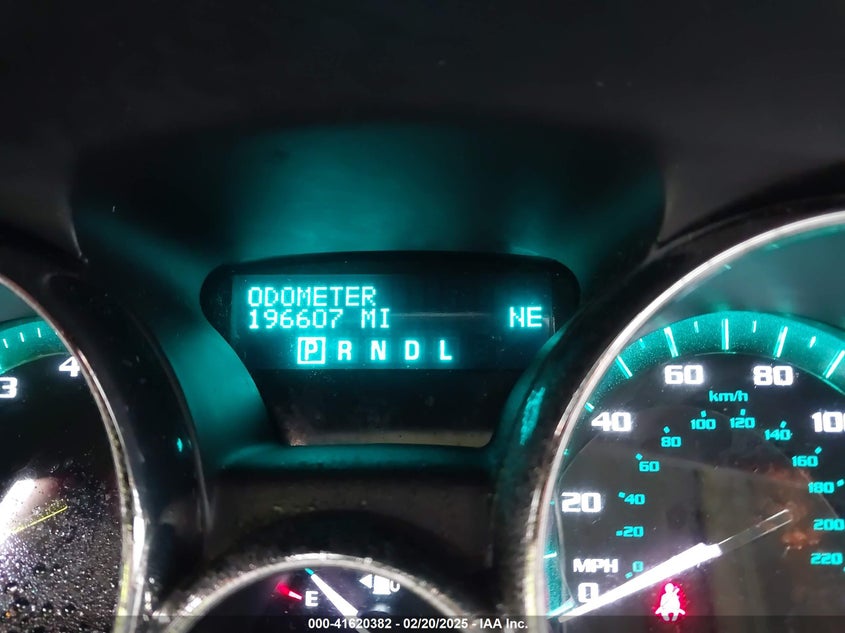 ODOMETER
196607 MI NE
P R N D L
3 4
60 80
km/h
40 100
80 100 120 140
60 160
20 40 180
20 200
MPH 0 220
0
E
000-41620382 - 02/20/2025 - IAA Inc.